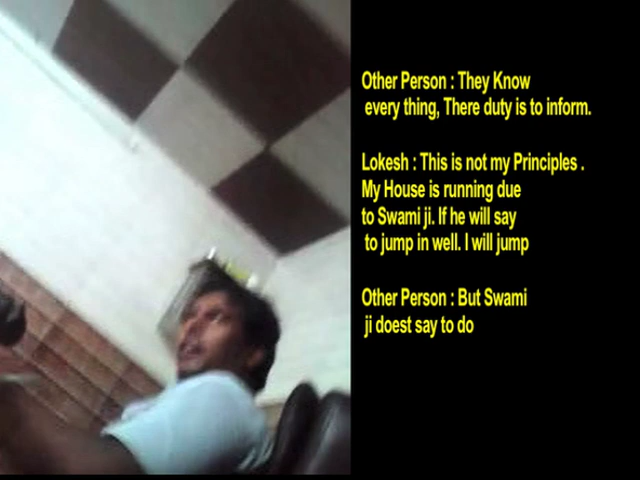 Other Person : They Know
every thing, There duty is to inform.
Lokesh : This is not my Principles .
My House is running due
to Swami ji. If he will say
to jump in well. I will jump
Other Person : But Swami
ji doest say to do